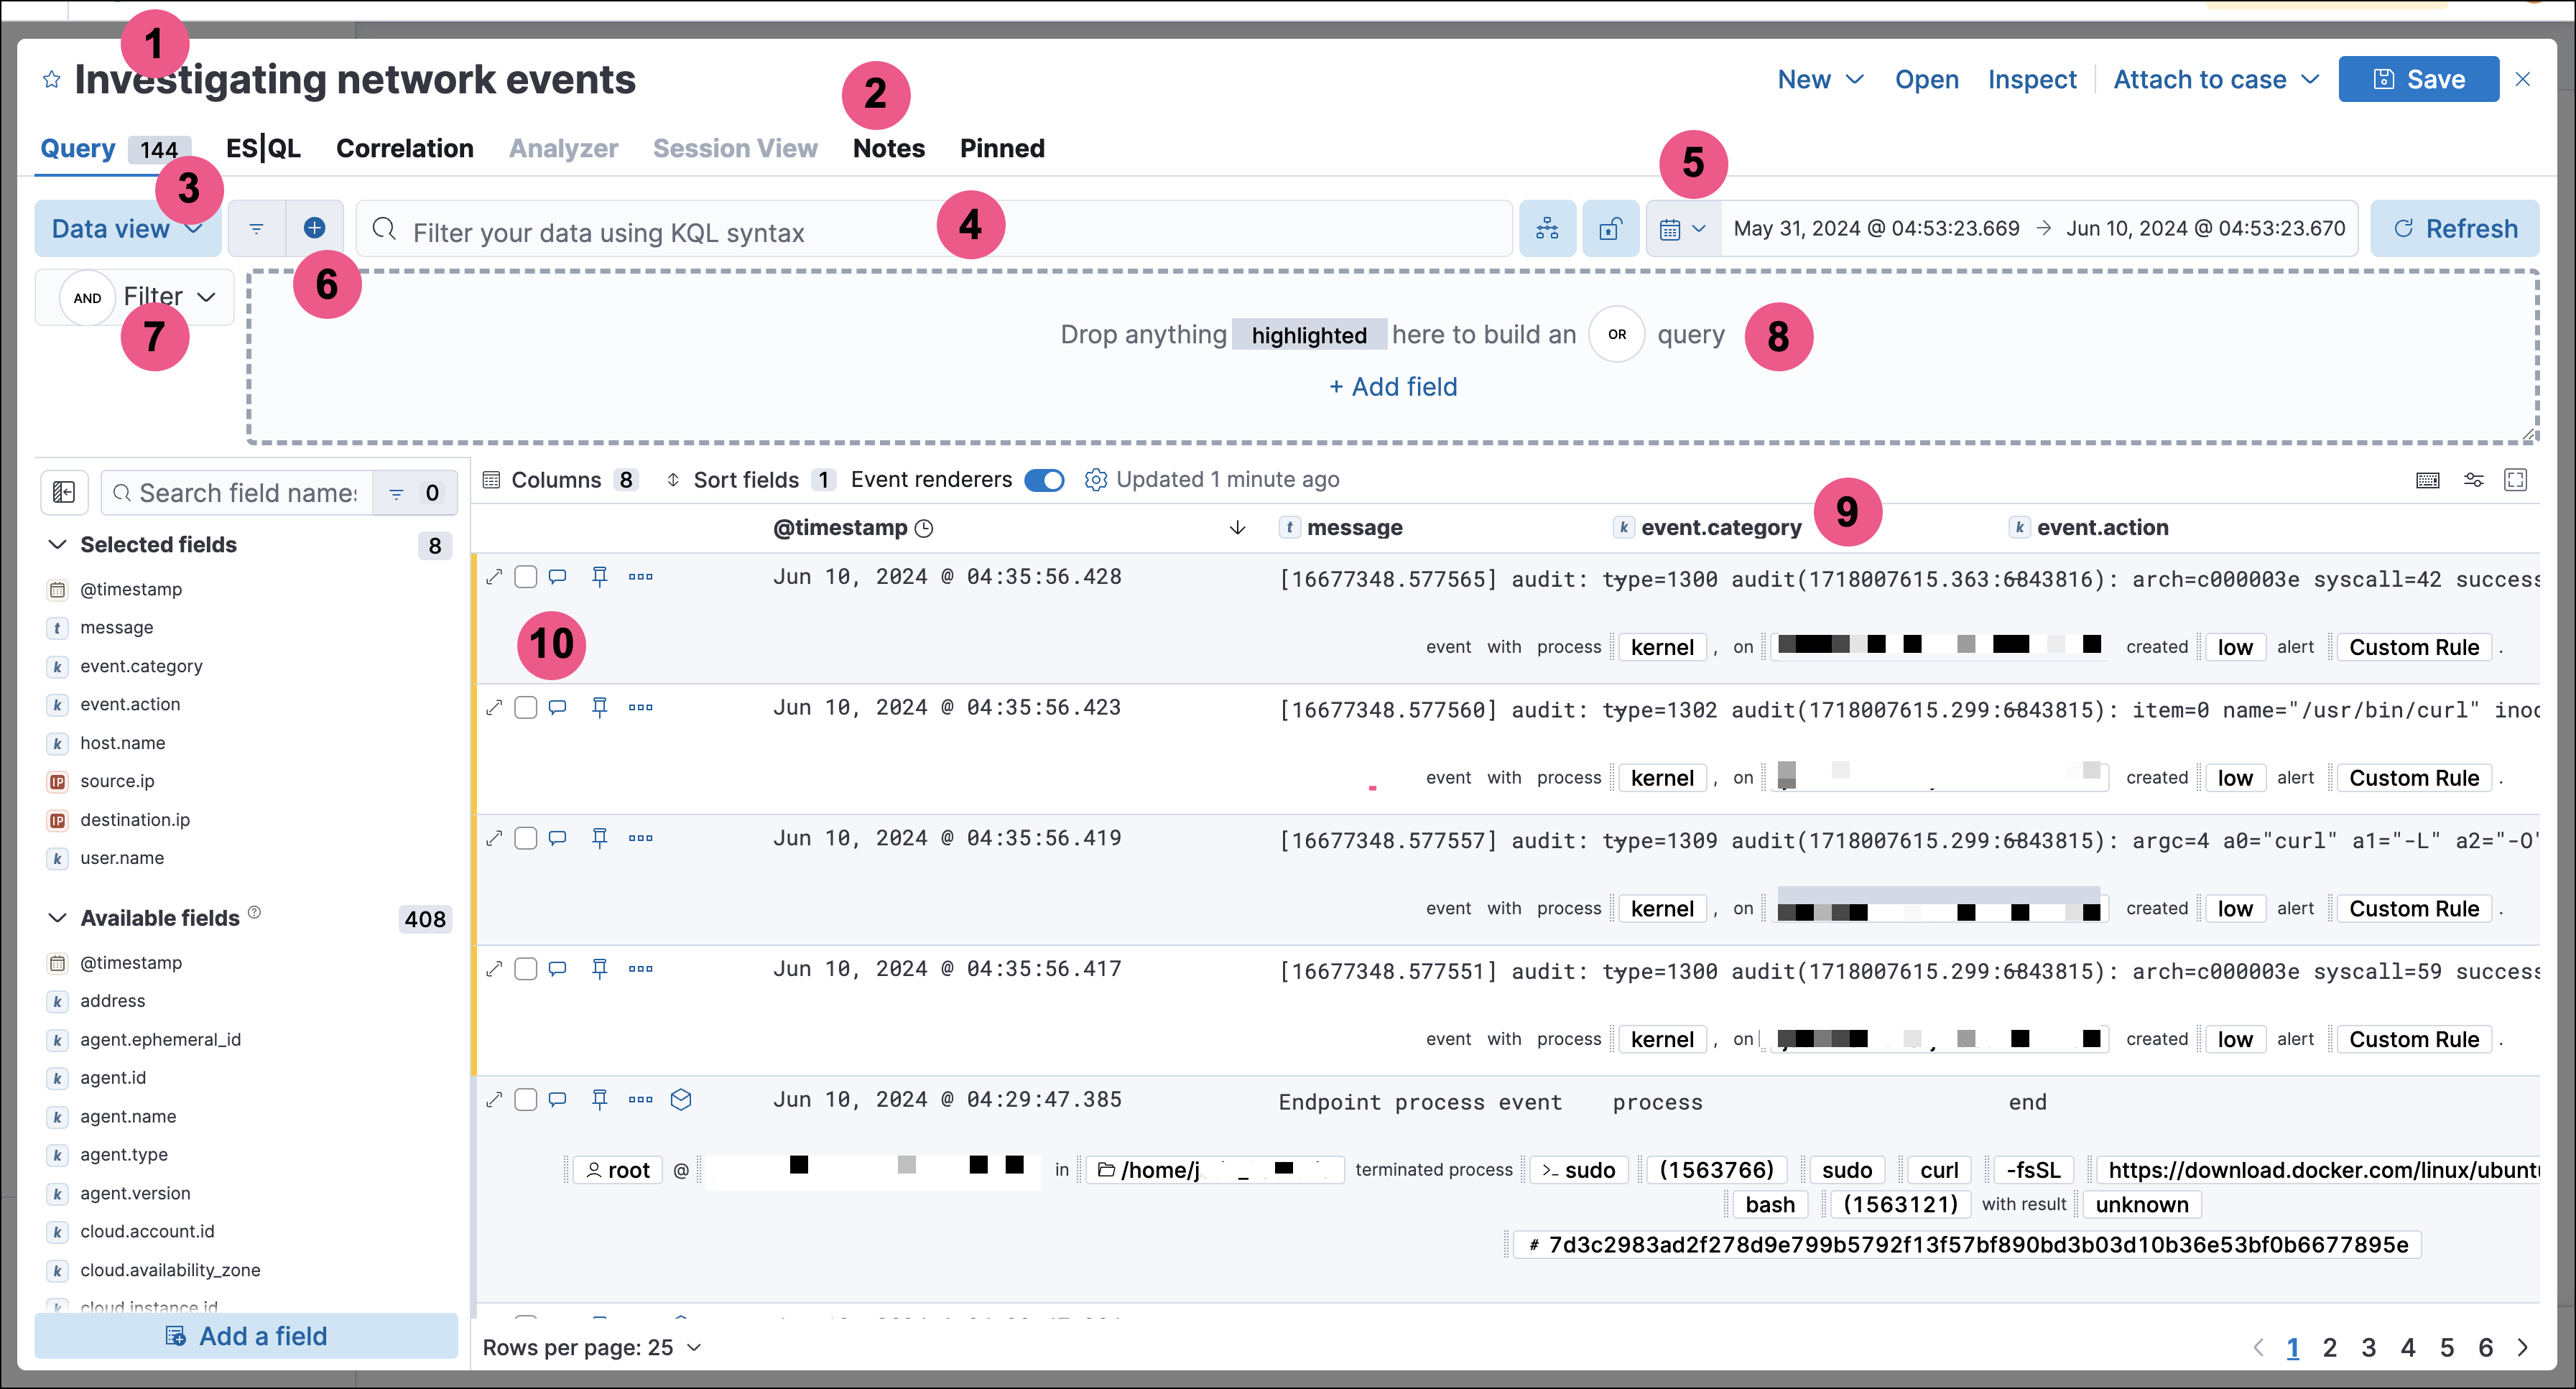 1
Investigating network events
2
New Open Inspect Attach to case Save
Query 144 ES|QL Correlation Analyzer Session View Notes Pinned
3
4
5
Data view Filter your data using KQL syntax May 31, 2024 @ 04:53:23.669 → Jun 10, 2024 @ 04:53:23.670 Refresh
6
AND Filter
7
Drop anything highlighted here to build an OR query
8
+ Add field
Search field names 0
Columns 8 Sort fields 1 Event renderers Updated 1 minute ago
9
@timestamp message event.category event.action
Selected fields 8
@timestamp
message
event.category
event.action
host.name
source.ip
destination.ip
user.name
Available fields 408
@timestamp
address
agent.ephemeral_id
agent.id
agent.name
agent.type
agent.version
cloud.account.id
cloud.availability_zone
cloud.instance.id
Add a field
Jun 10, 2024 @ 04:35:56.428 [16677348.577565] audit: type=1300 audit(1718007615.363:6843816): arch=c000003e syscall=42 success
10
event with process kernel , on created low alert Custom Rule .
Jun 10, 2024 @ 04:35:56.423 [16677348.577560] audit: type=1302 audit(1718007615.299:6843815): item=0 name="/usr/bin/curl" inod
event with process kernel , on created low alert Custom Rule .
Jun 10, 2024 @ 04:35:56.419 [16677348.577557] audit: type=1309 audit(1718007615.299:6843815): argc=4 a0="curl" a1="-L" a2="-O"
event with process kernel , on created low alert Custom Rule .
Jun 10, 2024 @ 04:35:56.417 [16677348.577551] audit: type=1300 audit(1718007615.299:6843815): arch=c000003e syscall=59 success
event with process kernel , on created low alert Custom Rule .
Jun 10, 2024 @ 04:29:47.385 Endpoint process event process end
root @ in /home/j terminated process >_ sudo (1563766) sudo curl -fsSL https://download.docker.com/linux/ubuntu
bash (1563121) with result unknown
# 7d3c2983ad2f278d9e799b5792f13f57bf890bd3b03d10b36e53bf0b6677895e
Rows per page: 25 1 2 3 4 5 6